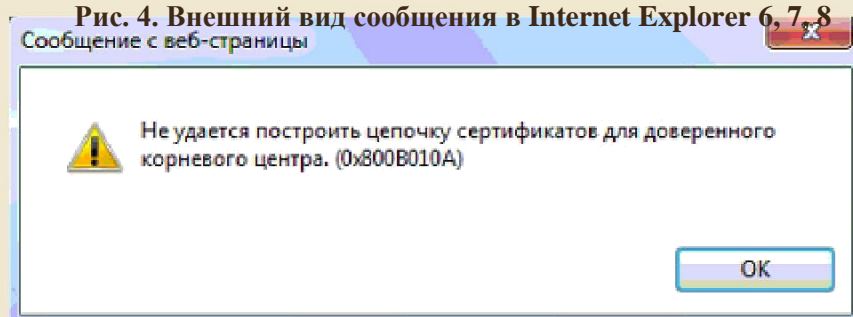 Рис. 4. Внешний вид сообщения в Internet Explorer 6, 7, 8
Сообщение с веб-страницы
Не удается построить цепочку сертификатов для доверенного
корневого центра. (0x800B010A)
OK